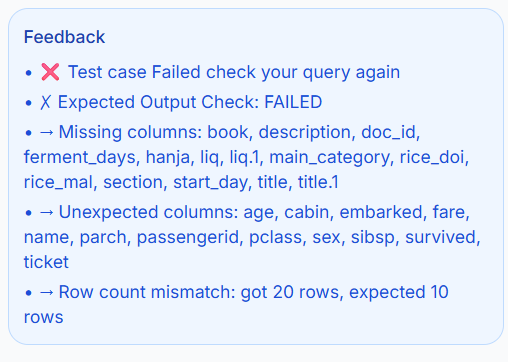 Feedback
• ❌ Test case Failed check your query again
• ✗ Expected Output Check: FAILED
• → Missing columns: book, description, doc_id,
ferment_days, hanja, liq, liq.1, main_category, rice_doi,
rice_mal, section, start_day, title, title.1
• → Unexpected columns: age, cabin, embarked, fare,
name, parch, passengerid, pclass, sex, sibsp, survived,
ticket
• → Row count mismatch: got 20 rows, expected 10
rows